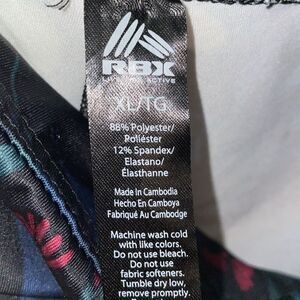 RBX
XL/TG
88% Polyester/
Poliéster
12% Spandex/
Elastano/
Élasthanne
Made In Cambodia
Hecho En Camboya
Fabriqué Au Cambodge
Machine wash cold
with like colors.
Do not use bleach.
Do not use
fabric softeners.
Tumble dry low,
remove promptly.